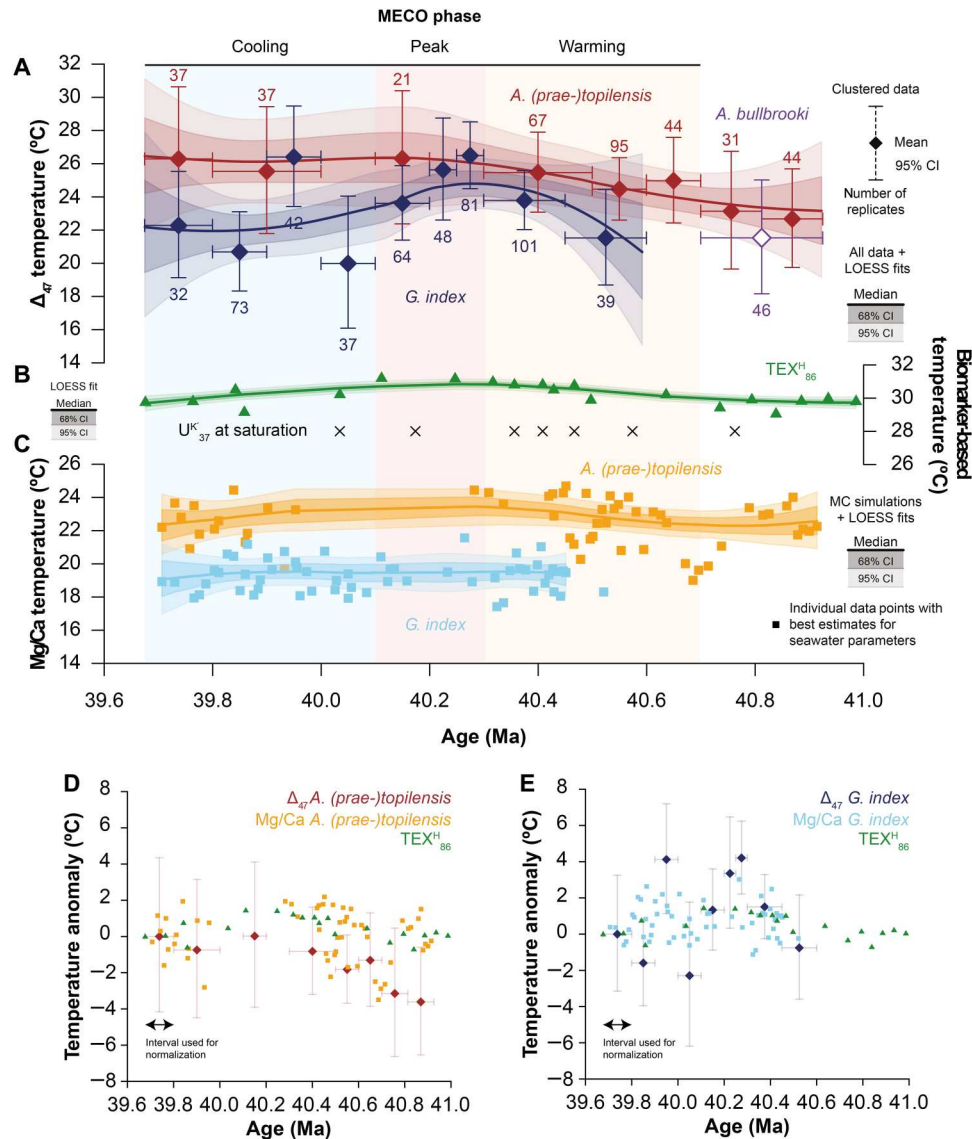 MECO phase
Cooling Peak Warming
A
Δ47 temperature (ºC)
32
30
28
26
24
22
20
18
16
14
37
37
21
A. (prae-)topilensis
67
95
44
31
44
A. bullbrooki
32
73
42
37
64
48
81
101
39
46
G. index
Clustered data
Mean
95% CI
Number of
replicates
All data +
LOESS fits
Median
68% CI
95% CI
B
LOESS fit
Median
68% CI
95% CI
TEXH86
UK'37 at saturation
32
30
28
26
Biomarker-based
temperature (ºC)
C
Mg/Ca temperature (ºC)
26
24
22
20
18
16
14
A. (prae-)topilensis
G. index
MC simulations
+ LOESS fits
Median
68% CI
95% CI
Individual data points with
best estimates for
seawater parameters
39.6 39.8 40.0 40.2 40.4 40.6 40.8 41.0
Age (Ma)
D
Temperature anomaly (ºC)
8
6
4
2
0
−2
−4
−6
−8
Δ47 A. (prae-)topilensis
Mg/Ca A. (prae-)topilensis
TEXH86
Interval used for
normalization
39.6 39.8 40.0 40.2 40.4 40.6 40.8 41.0
Age (Ma)
E
Temperature anomaly (ºC)
8
6
4
2
0
−2
−4
−6
−8
Δ47 G. index
Mg/Ca G. index
TEXH86
Interval used for
normalization
39.6 39.8 40.0 40.2 40.4 40.6 40.8 41.0
Age (Ma)